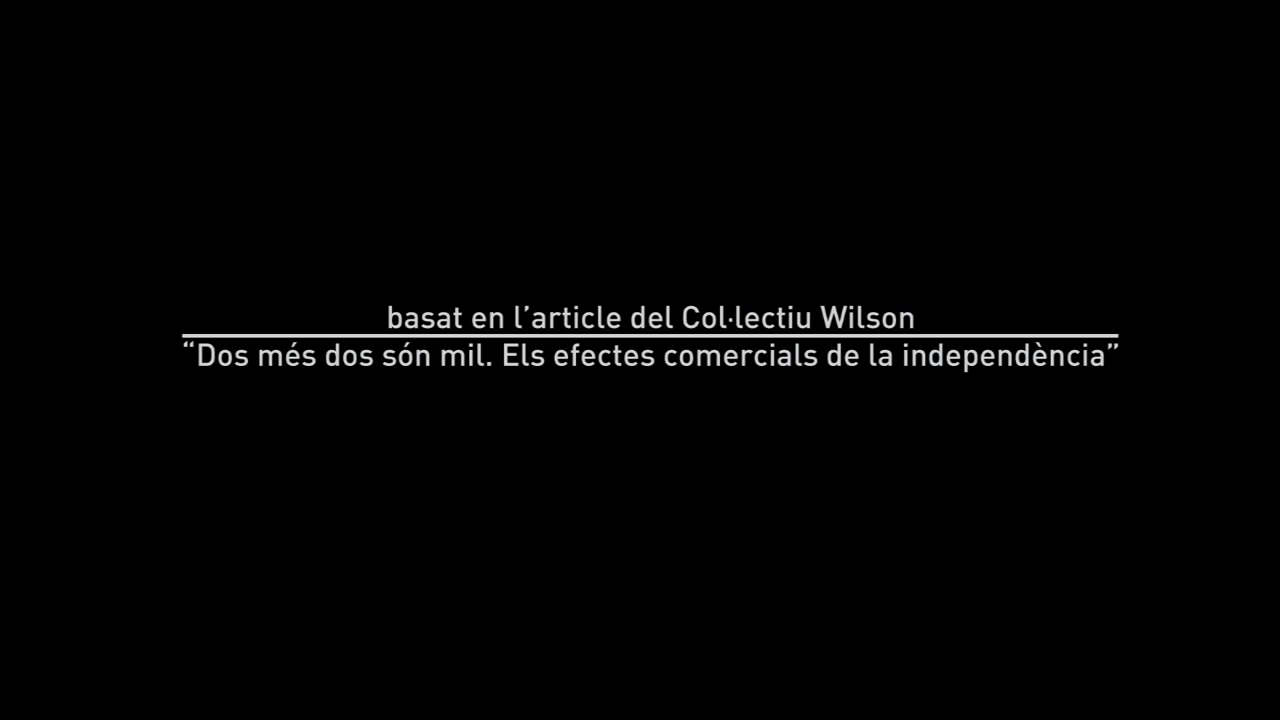 basat en l’article del Col·lectiu Wilson
“Dos més dos són mil. Els efectes comercials de la independència”